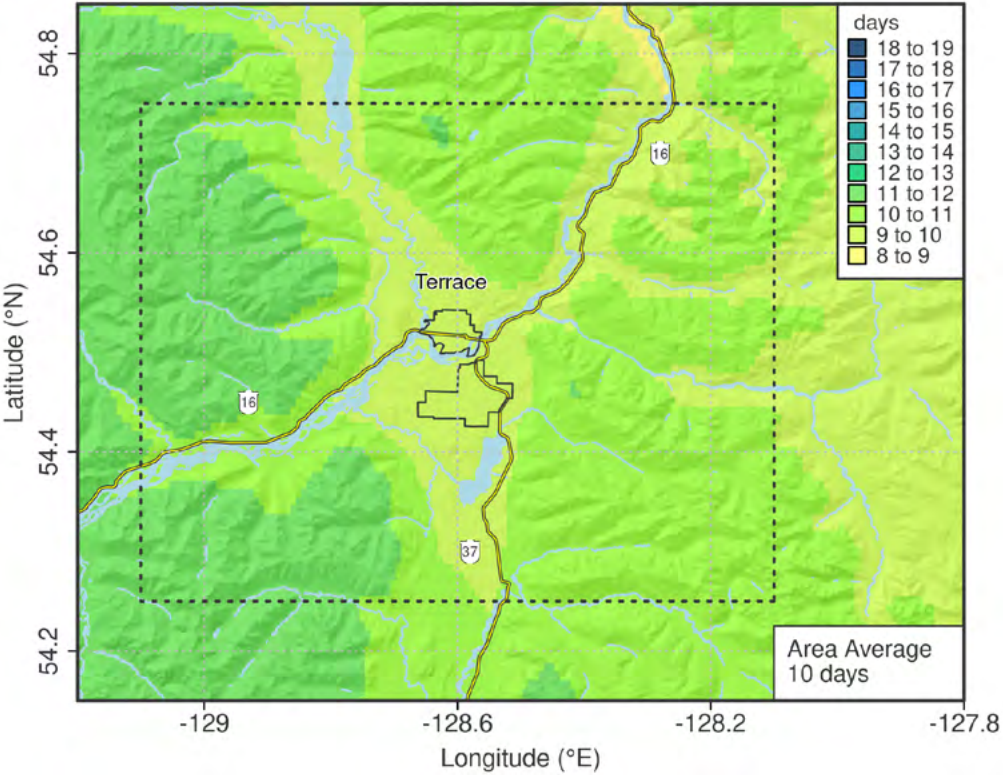 days
18 to 19
17 to 18
16 to 17
15 to 16
14 to 15
13 to 14
12 to 13
11 to 12
10 to 11
9 to 10
8 to 9
54.8
54.6
54.4
54.2
Latitude (°N)
16
Terrace
16
37
Area Average
10 days
-129
-128.6
-128.2
-127.8
Longitude (°E)